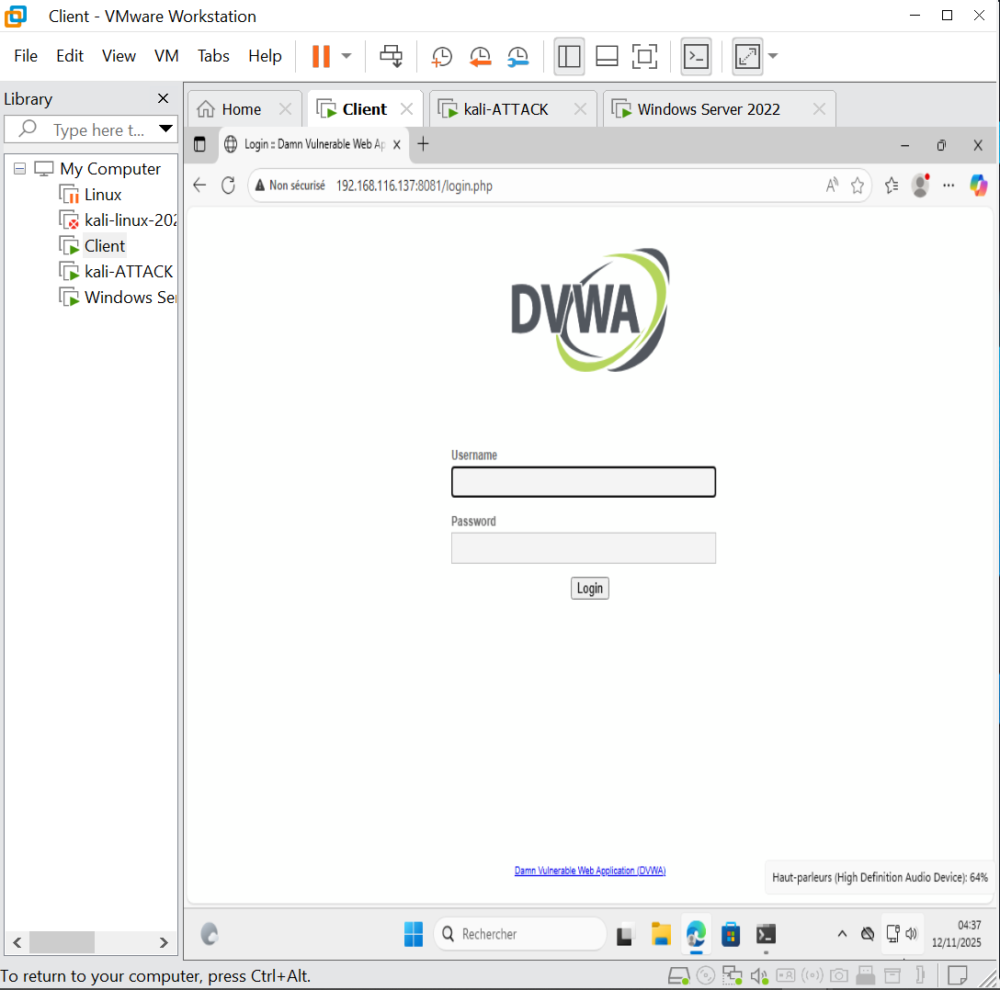 Client - VMware Workstation
File Edit View VM Tabs Help
Library
Type here t...
My Computer
Linux
kali-linux-202
Client
kali-ATTACK
Windows Ser
Home Client kali-ATTACK Windows Server 2022
Login :: Damn Vulnerable Web Ap
Non sécurisé 192.168.116.137:8081/login.php
DVWA
Username
Password
Login
Damn Vulnerable Web Application (DVWA)
Haut-parleurs (High Definition Audio Device): 64%
Rechercher
04:37
12/11/2025
To return to your computer, press Ctrl+Alt.